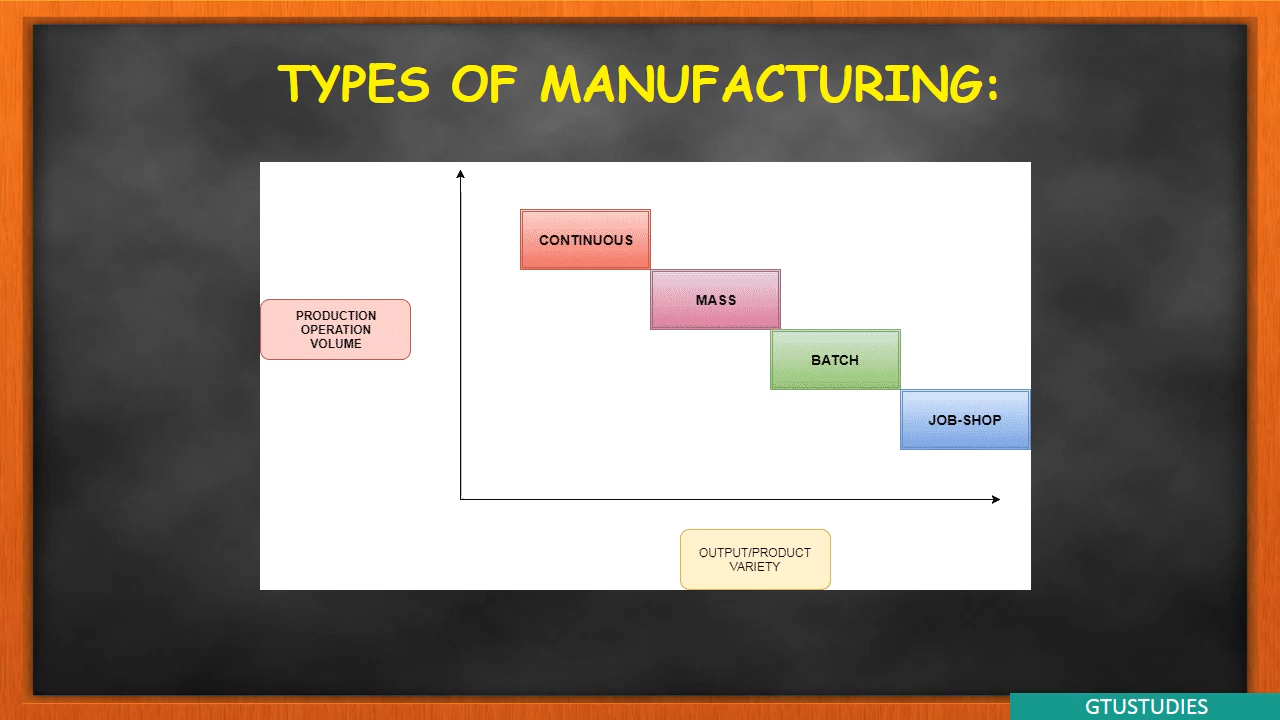 TYPES OF MANUFACTURING:
CONTINUOUS
MASS
PRODUCTION
OPERATION
VOLUME
BATCH
JOB-SHOP
OUTPUT/PRODUCT
VARIETY
GTUSTUDIES